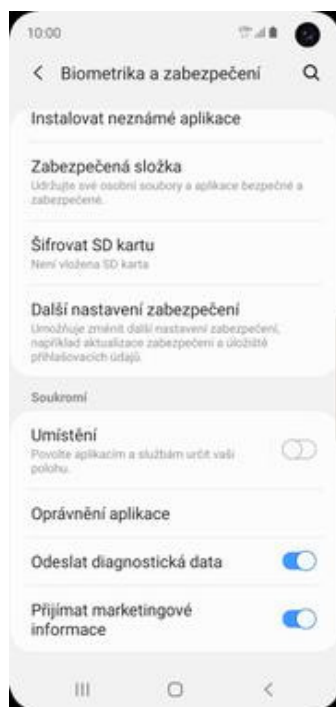 10:00
Biometrika a zabezpečení
Instalovat neznámé aplikace
Zabezpečená složka
Udržujte své osobní soubory a aplikace bezpečné a
zabezpečené.
Šifrovat SD kartu
Není vložena SD karta
Další nastavení zabezpečení
Umožňuje změnit další nastavení zabezpečení,
například aktualizace zabezpečení a úložiště
přihlašovacích údajů.
Soukromí
Umístění
Povolte aplikacím a službám určit vaši
polohu.
Oprávnění aplikace
Odeslat diagnostická data
Přijímat marketingové
informace